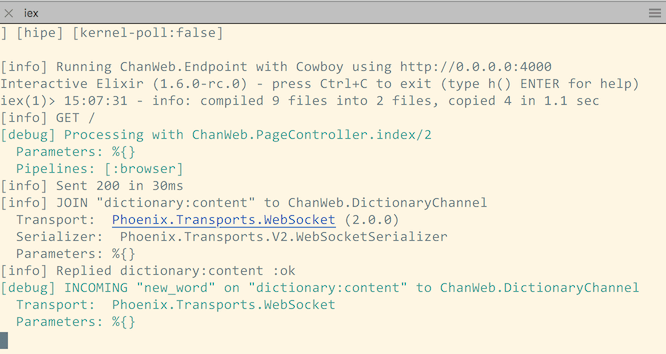 iex
] [hipe] [kernel-poll:false]
[info] Running ChanWeb.Endpoint with Cowboy using http://0.0.0.0:4000
Interactive Elixir (1.6.0-rc.0) - press Ctrl+C to exit (type h() ENTER for help)
iex(1)> 15:07:31 - info: compiled 9 files into 2 files, copied 4 in 1.1 sec
[info] GET /
[debug] Processing with ChanWeb.PageController.index/2
  Parameters: %{}
  Pipelines: [:browser]
[info] Sent 200 in 30ms
[info] JOIN "dictionary:content" to ChanWeb.DictionaryChannel
  Transport:  Phoenix.Transports.WebSocket (2.0.0)
  Serializer:  Phoenix.Transports.V2.WebSocketSerializer
  Parameters: %{}
[info] Replied dictionary:content :ok
[debug] INCOMING "new_word" on "dictionary:content" to ChanWeb.DictionaryChannel
  Transport:  Phoenix.Transports.WebSocket
  Parameters: %{}